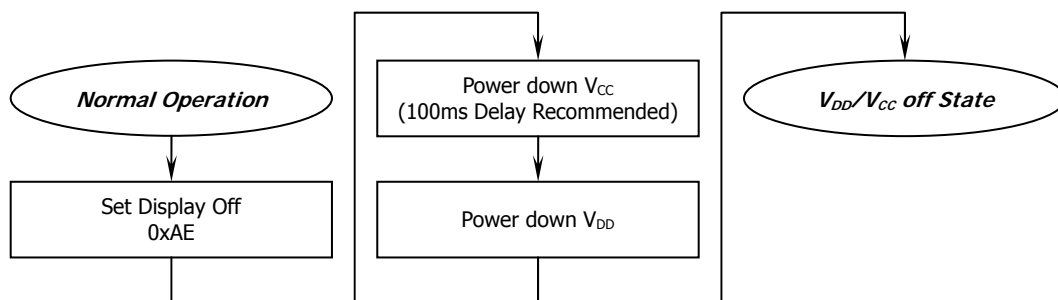 Normal Operation
Set Display Off
0xAE
Power down VCC
(100ms Delay Recommended)
Power down VDD
VDD/VCC off State